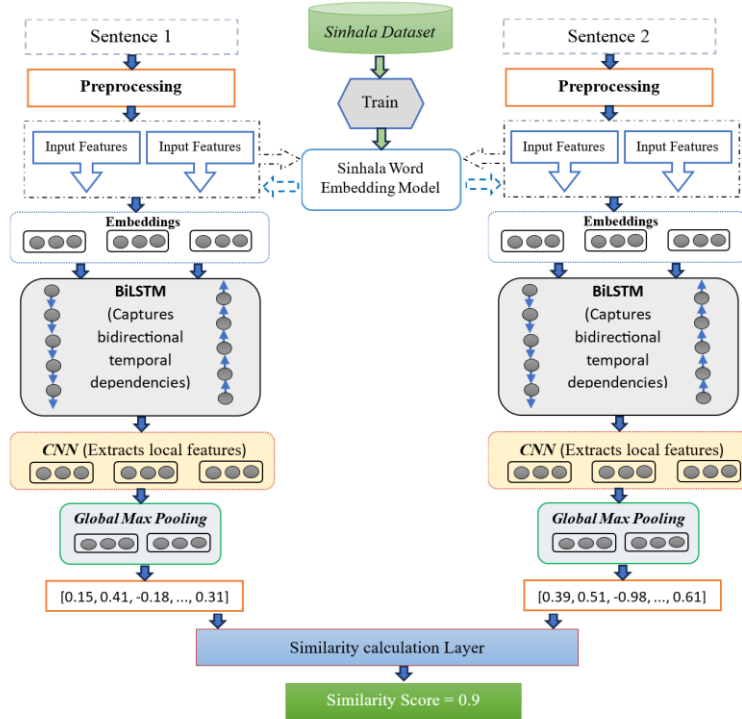 Sentence 1
Preprocessing
Input Features
Input Features
Embeddings
BiLSTM
(Captures
bidirectional
temporal
dependencies)
CNN (Extracts local features)
Global Max Pooling
[0.15, 0.41, -0.18, ..., 0.31]
Sinhala Dataset
Train
Sinhala Word
Embedding Model
Sentence 2
Preprocessing
Input Features
Input Features
Embeddings
BiLSTM
(Captures
bidirectional
temporal
dependencies)
CNN (Extracts local features)
Global Max Pooling
[0.39, 0.51, -0.98, ..., 0.61]
Similarity calculation Layer
Similarity Score = 0.9